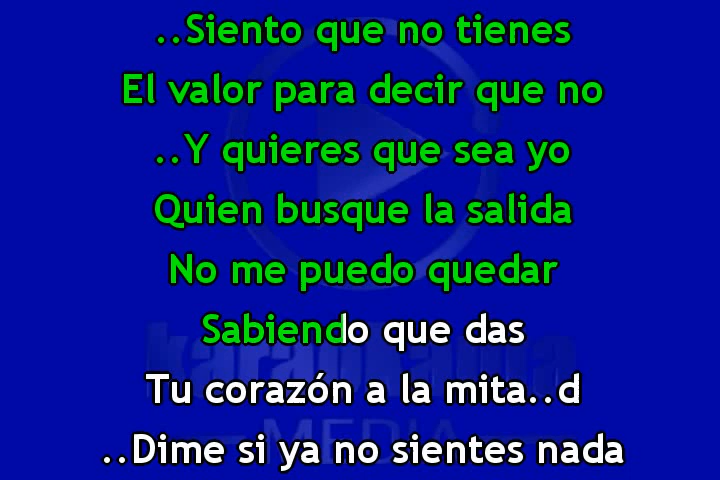 ..Siento que no tienes
El valor para decir que no
..Y quieres que sea yo
Quien busque la salida
No me puedo quedar
Sabiendo que das
Tu corazón a la mita..d
..Dime si ya no sientes nada
MEDIA